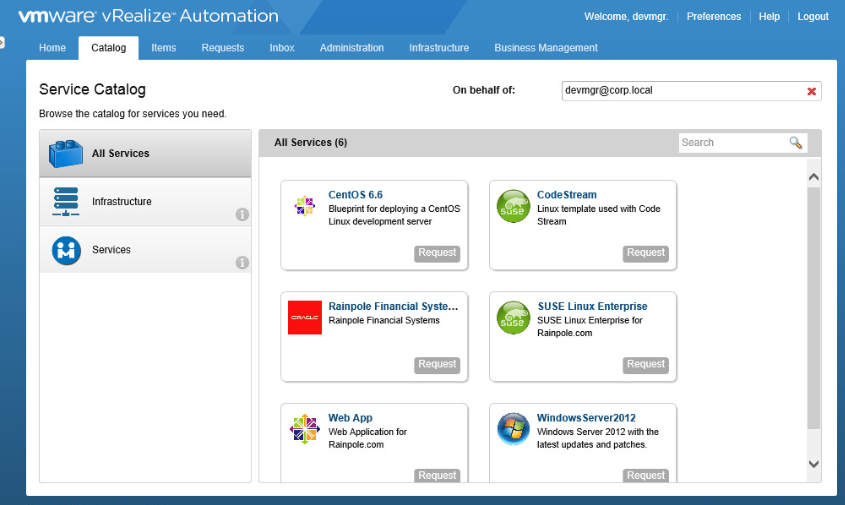 vmware vRealize™ Automation
Welcome, devmgr.
Preferences
Help
Logout
Home
Catalog
Items
Requests
Inbox
Administration
Infrastructure
Business Management
Service Catalog
On behalf of:
devmgr@corp.local
Browse the catalog for services you need.
All Services
Infrastructure
Services
All Services (6)
Search
CentOS 6.6
Blueprint for deploying a CentOS
Linux development server
Request
CodeStream
Linux template used with Code
Stream
Request
ORACLE
Rainpole Financial Syste...
Rainpole Financial Systems
Request
SUSE Linux Enterprise
SUSE Linux Enterprise for
Rainpole.com
Request
Web App
Web Application for
Rainpole.com
Request
WindowsServer2012
Windows Server 2012 with the
latest updates and patches.
Request